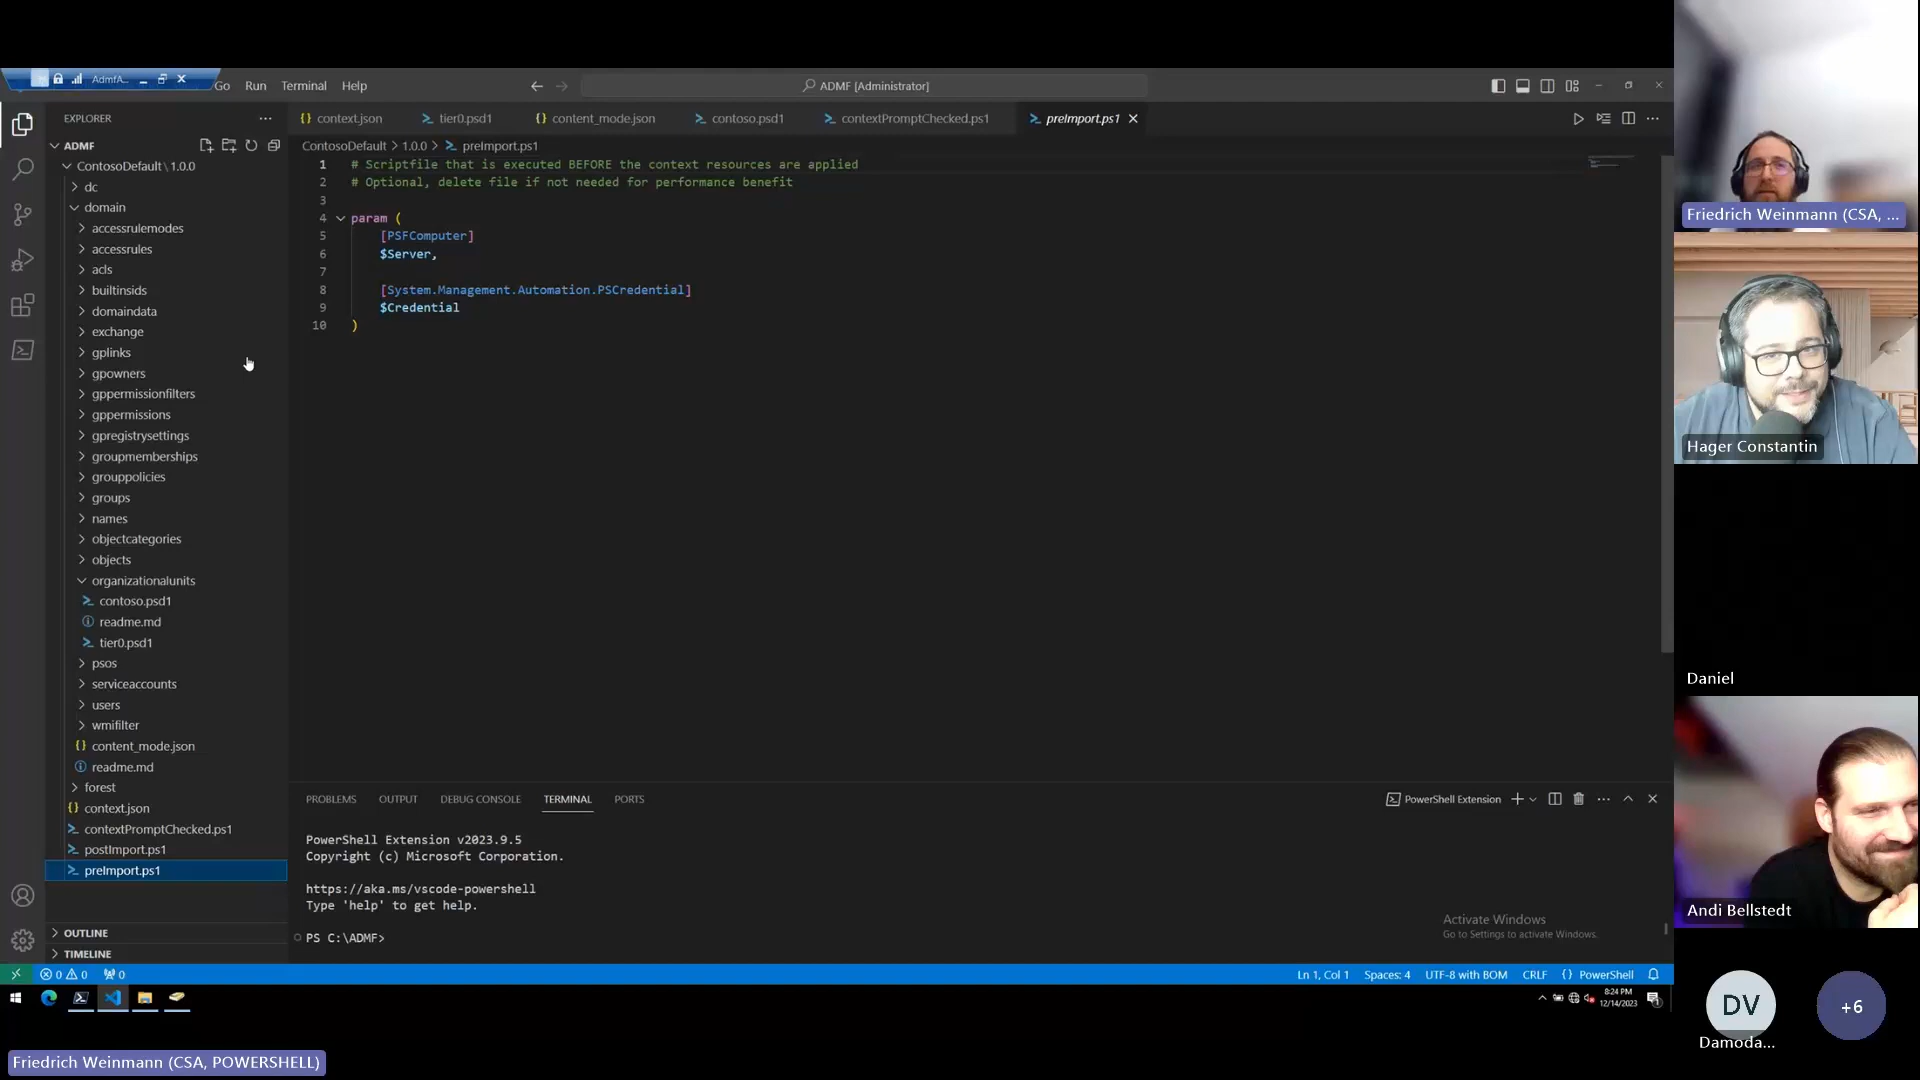 AdmfA...
Go Run Terminal Help
ADMF [Administrator]
EXPLORER
ADMF
ContosoDefault \ 1.0.0
dc
domain
accessrulemodes
accessrules
acls
builtinsids
domaindata
exchange
gplinks
gpowners
gppermissionfilters
gppermissions
gpregistrysettings
groupmemberships
grouppolicies
groups
names
objectcategories
objects
organizationalunits
contoso.psd1
readme.md
tier0.psd1
psos
serviceaccounts
users
wmifilter
content_mode.json
readme.md
forest
context.json
contextPromptChecked.ps1
postImport.ps1
preImport.ps1
OUTLINE
TIMELINE
context.json tier0.psd1 content_mode.json contoso.psd1 contextPromptChecked.ps1 preImport.ps1
ContosoDefault > 1.0.0 > preImport.ps1
1 # Scriptfile that is executed BEFORE the context resources are applied
2 # Optional, delete file if not needed for performance benefit
3
4 param (
5 [PSFComputer]
6 $Server,
7
8 [System.Management.Automation.PSCredential]
9 $Credential
10 )
PROBLEMS OUTPUT DEBUG CONSOLE TERMINAL PORTS
PowerShell Extension
PowerShell Extension v2023.9.5
Copyright (c) Microsoft Corporation.
https://aka.ms/vscode-powershell
Type 'help' to get help.
PS C:\ADMF>
Activate Windows
Go to Settings to activate Windows.
0 0 0
Ln 1, Col 1 Spaces: 4 UTF-8 with BOM CRLF {} PowerShell
8:24 PM
12/14/2023
Friedrich Weinmann (CSA, POWERSHELL)
Friedrich Weinmann (CSA, ...
Hager Constantin
Daniel
Andi Bellstedt
DV
Damoda...
+6